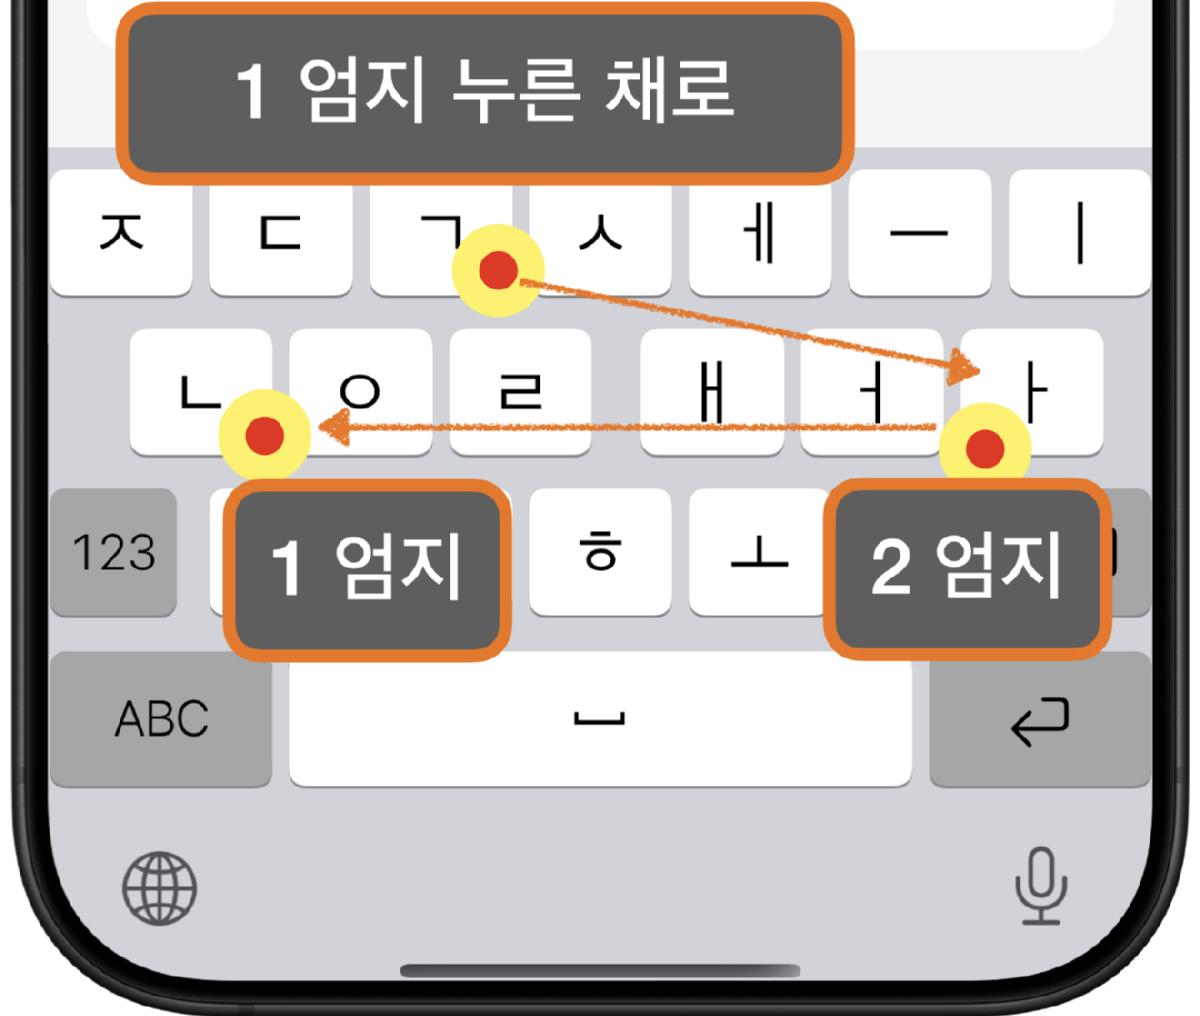 1 엄지 누른 채로
ㅈ ㄷ ㄱ ㅅ ㅔ ㅡ ㅣ
ㄴ ㅇ ㄹ ㅐ ㅓ ㅏ
123 ㅎ ㅗ
1 엄지 2 엄지
ABC